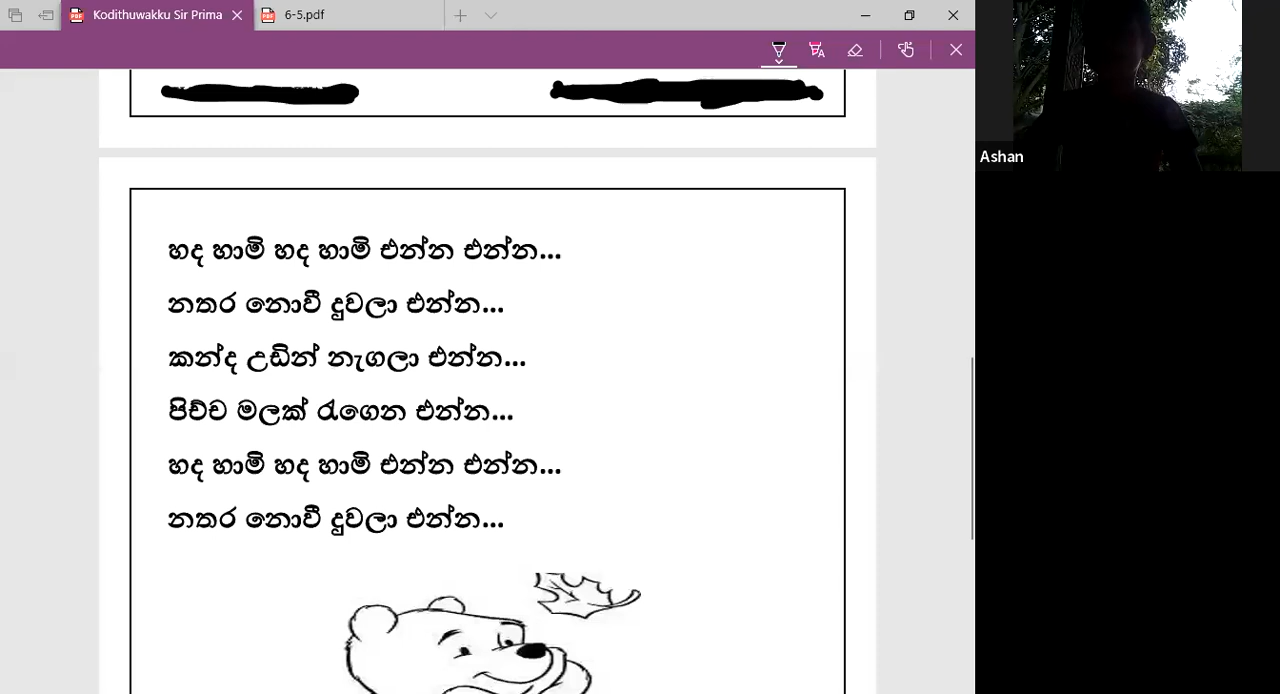 Kodithuwakku Sir Prima
6-5.pdf
Ashan
හඳ හාමි හඳ හාමි එන්න එන්න...
නතර නොවී දුවලා එන්න...
කන්ද උඩින් නැගලා එන්න...
පිච්ච මලක් රැගෙන එන්න...
හඳ හාමි හඳ හාමි එන්න එන්න...
නතර නොවී දුවලා එන්න...